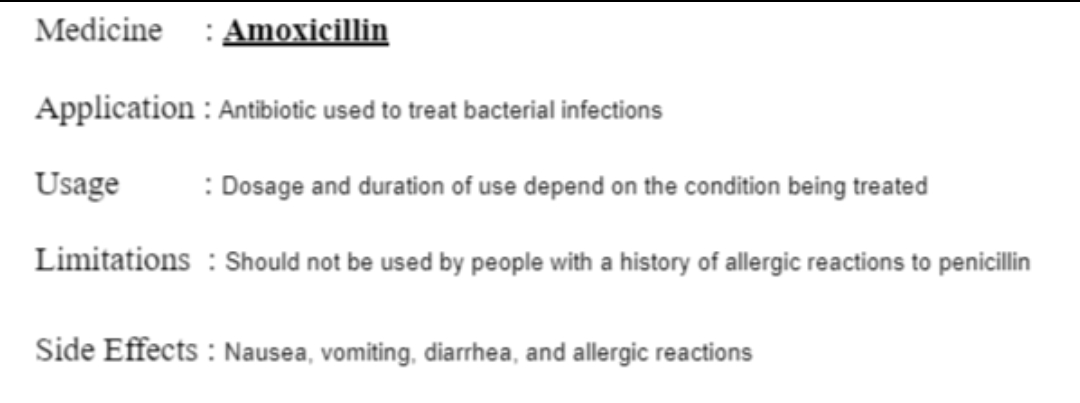 Medicine : Amoxicillin
Application : Antibiotic used to treat bacterial infections
Usage : Dosage and duration of use depend on the condition being treated
Limitations : Should not be used by people with a history of allergic reactions to penicillin
Side Effects : Nausea, vomiting, diarrhea, and allergic reactions